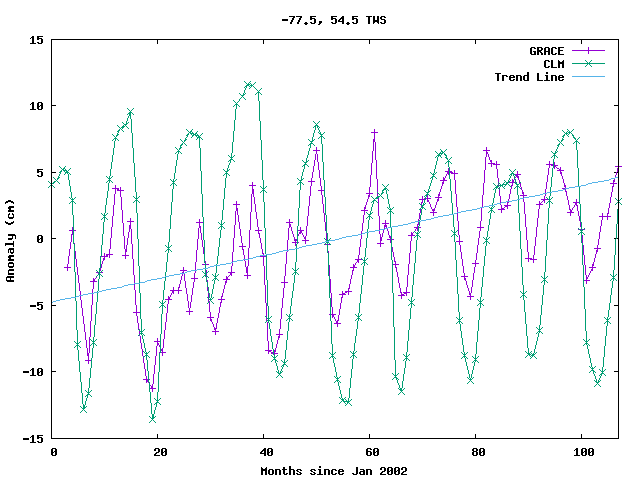 -77.5, 54.5 TWS
15
GRACE
CLM
Trend Line
10
5
0
-5
-10
-15
Anomaly (cm)
0 20 40 60 80 100
Months since Jan 2002